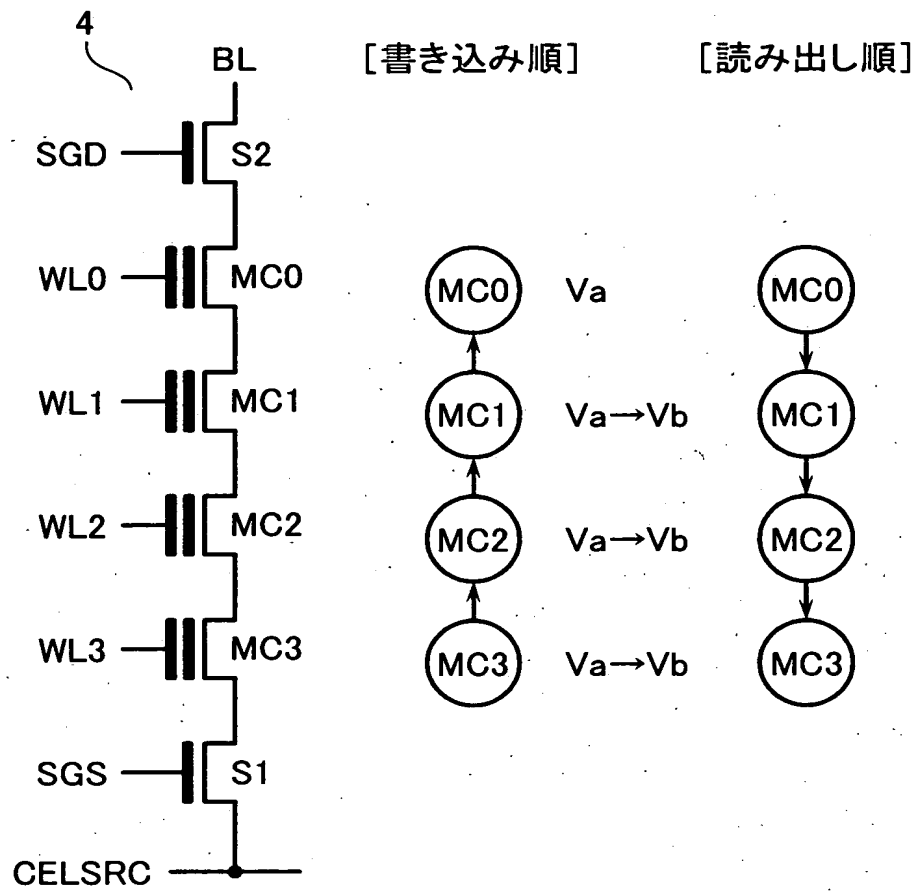 4
BL [書き込み順] [読み出し順]
SGD S2
WL0 MC0 MC0 Va MC0
WL1 MC1 MC1 Va→Vb MC1
WL2 MC2 MC2 Va→Vb MC2
WL3 MC3 MC3 Va→Vb MC3
SGS S1
CELSRC